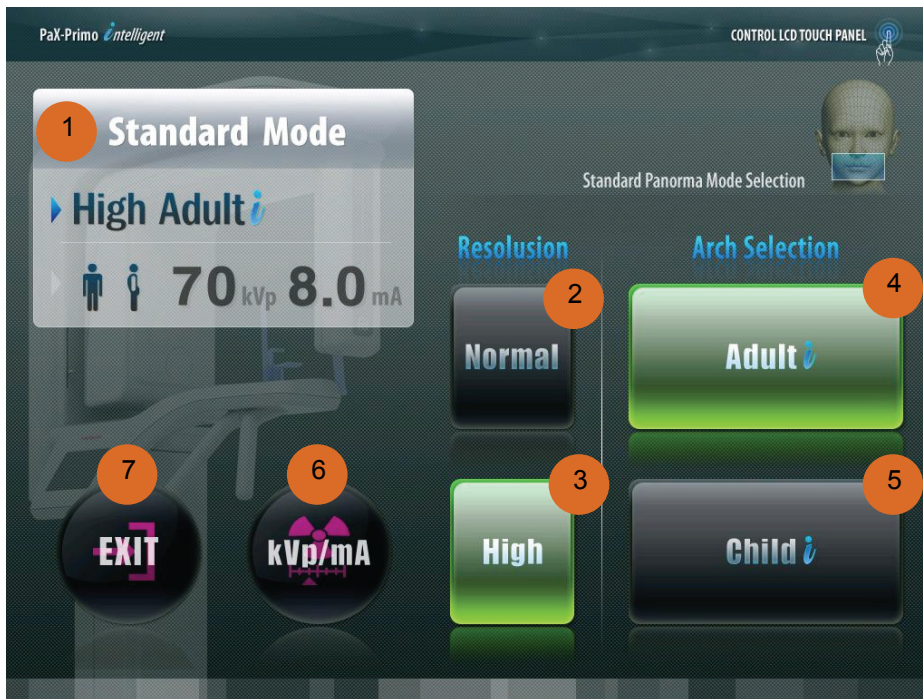 PaX-Primo intelligent
CONTROL LCD TOUCH PANEL
1
Standard Mode
High Adult i
70 kVp 8.0 mA
Standard Panorma Mode Selection
Resolusion
Arch Selection
2
Normal
4
Adult i
3
High
5
Child i
7
EXIT
6
kVp/mA